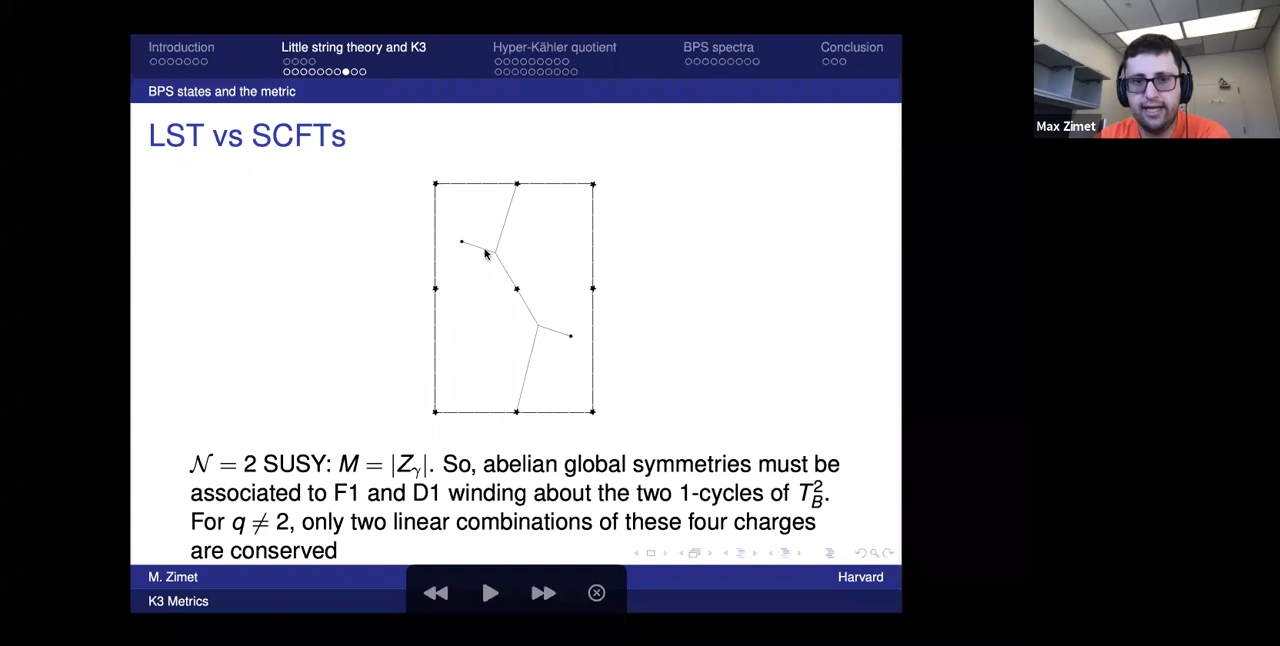 Introduction
Little string theory and K3
Hyper-Kähler quotient
BPS spectra
Conclusion
BPS states and the metric
LST vs SCFTs
𝒩 = 2 SUSY: M = |Z_γ|. So, abelian global symmetries must be
associated to F1 and D1 winding about the two 1-cycles of T²_B.
For q ≠ 2, only two linear combinations of these four charges
are conserved
M. Zimet
Harvard
K3 Metrics
Max Zimet